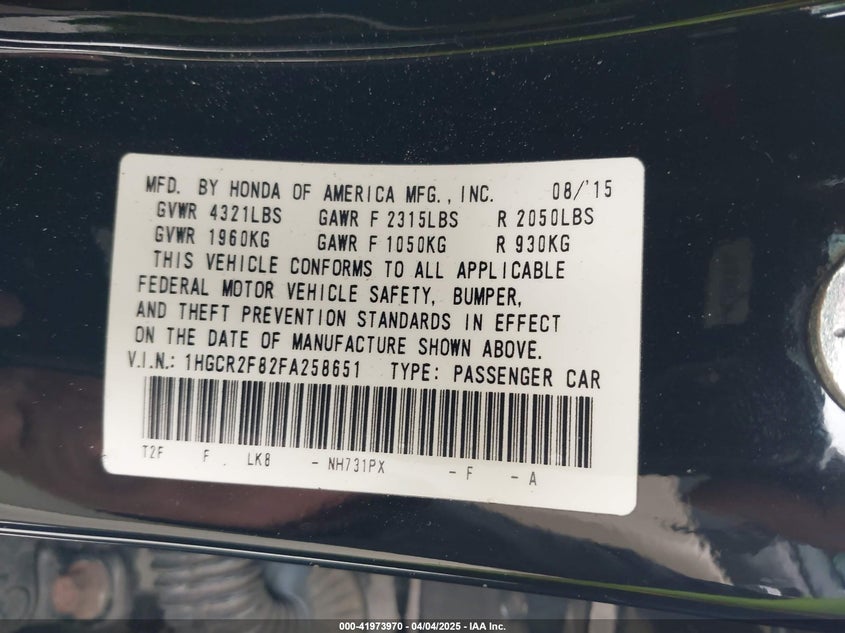 MFD. BY HONDA OF AMERICA MFG., INC. 08/'15
GVWR 4321LBS GAWR F 2315LBS R 2050LBS
GVWR 1960KG GAWR F 1050KG R 930KG
THIS VEHICLE CONFORMS TO ALL APPLICABLE
FEDERAL MOTOR VEHICLE SAFETY, BUMPER,
AND THEFT PREVENTION STANDARDS IN EFFECT
ON THE DATE OF MANUFACTURE SHOWN ABOVE.
V.I.N.: 1HGCR2F82FA258651 TYPE: PASSENGER CAR
T2F F . LK8 - NH731PX - F - A
000-41973970 - 04/04/2025 - IAA Inc.